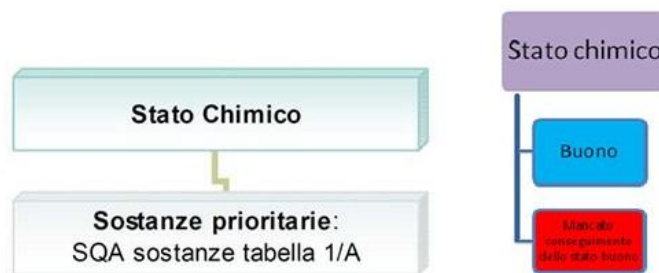 Stato Chimico
Sostanze prioritarie:
SQA sostanze tabella 1/A
Stato chimico
Buono
Mancato
conseguimento
dello stato buono